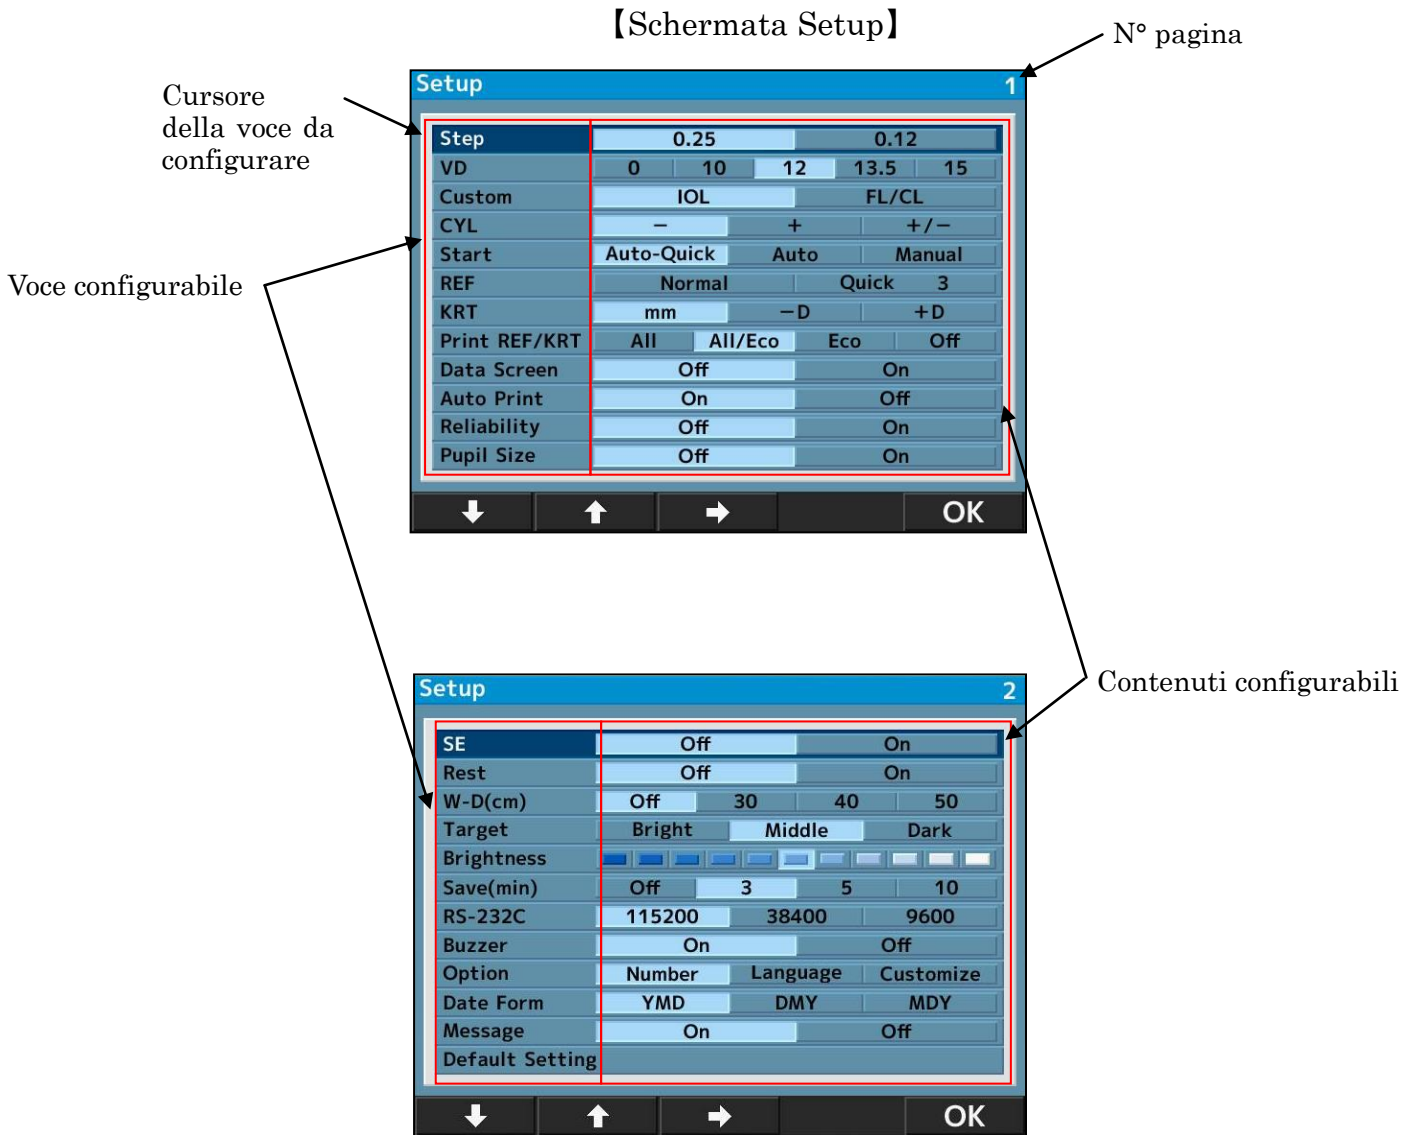 【Schermata Setup】
N° pagina
Cursore
della voce da
configurare
Voce configurabile
Setup 1
Step 0.25 0.12
VD 0 10 12 13.5 15
Custom IOL FL/CL
CYL − + +/−
Start Auto-Quick Auto Manual
REF Normal Quick 3
KRT mm −D +D
Print REF/KRT All All/Eco Eco Off
Data Screen Off On
Auto Print On Off
Reliability Off On
Pupil Size Off On
OK
Contenuti configurabili
Setup 2
SE Off On
Rest Off On
W-D(cm) Off 30 40 50
Target Bright Middle Dark
Brightness
Save(min) Off 3 5 10
RS-232C 115200 38400 9600
Buzzer On Off
Option Number Language Customize
Date Form YMD DMY MDY
Message On Off
Default Setting
OK